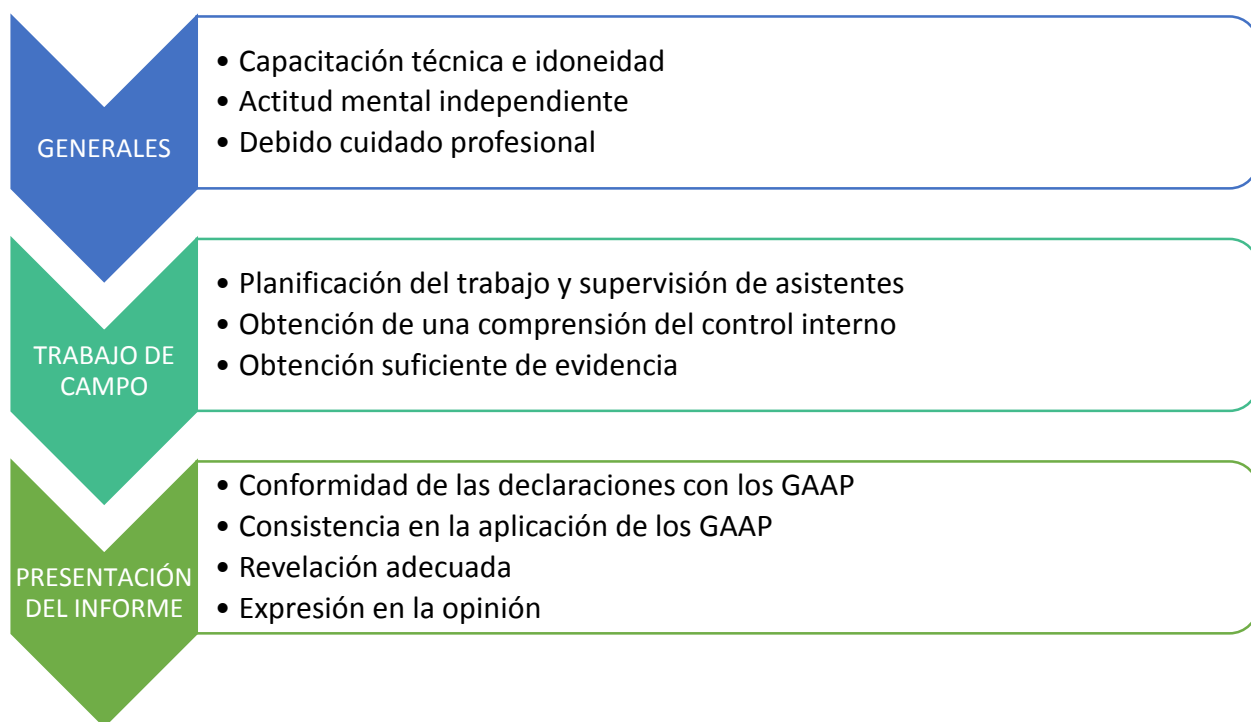 GENERALES
• Capacitación técnica e idoneidad
• Actitud mental independiente
• Debido cuidado profesional
TRABAJO DE
CAMPO
• Planificación del trabajo y supervisión de asistentes
• Obtención de una comprensión del control interno
• Obtención suficiente de evidencia
PRESENTACIÓN
DEL INFORME
• Conformidad de las declaraciones con los GAAP
• Consistencia en la aplicación de los GAAP
• Revelación adecuada
• Expresión en la opinión